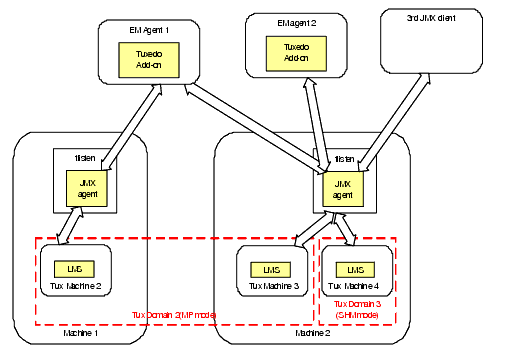 EM Agent 1
EM agent 2
3rd JMX client
Tuxedo
Add-on
Tuxedo
Add-on
tlisten
tlisten
JMX
agent
JMX
agent
LMS
LMS
LMS
Tux Machine 2
Tux Machine 3
Tux Machine 4
Tux Domain 2(MP mode)
Tux Domain 3
(SHM mode)
Machine 1
Machine 2